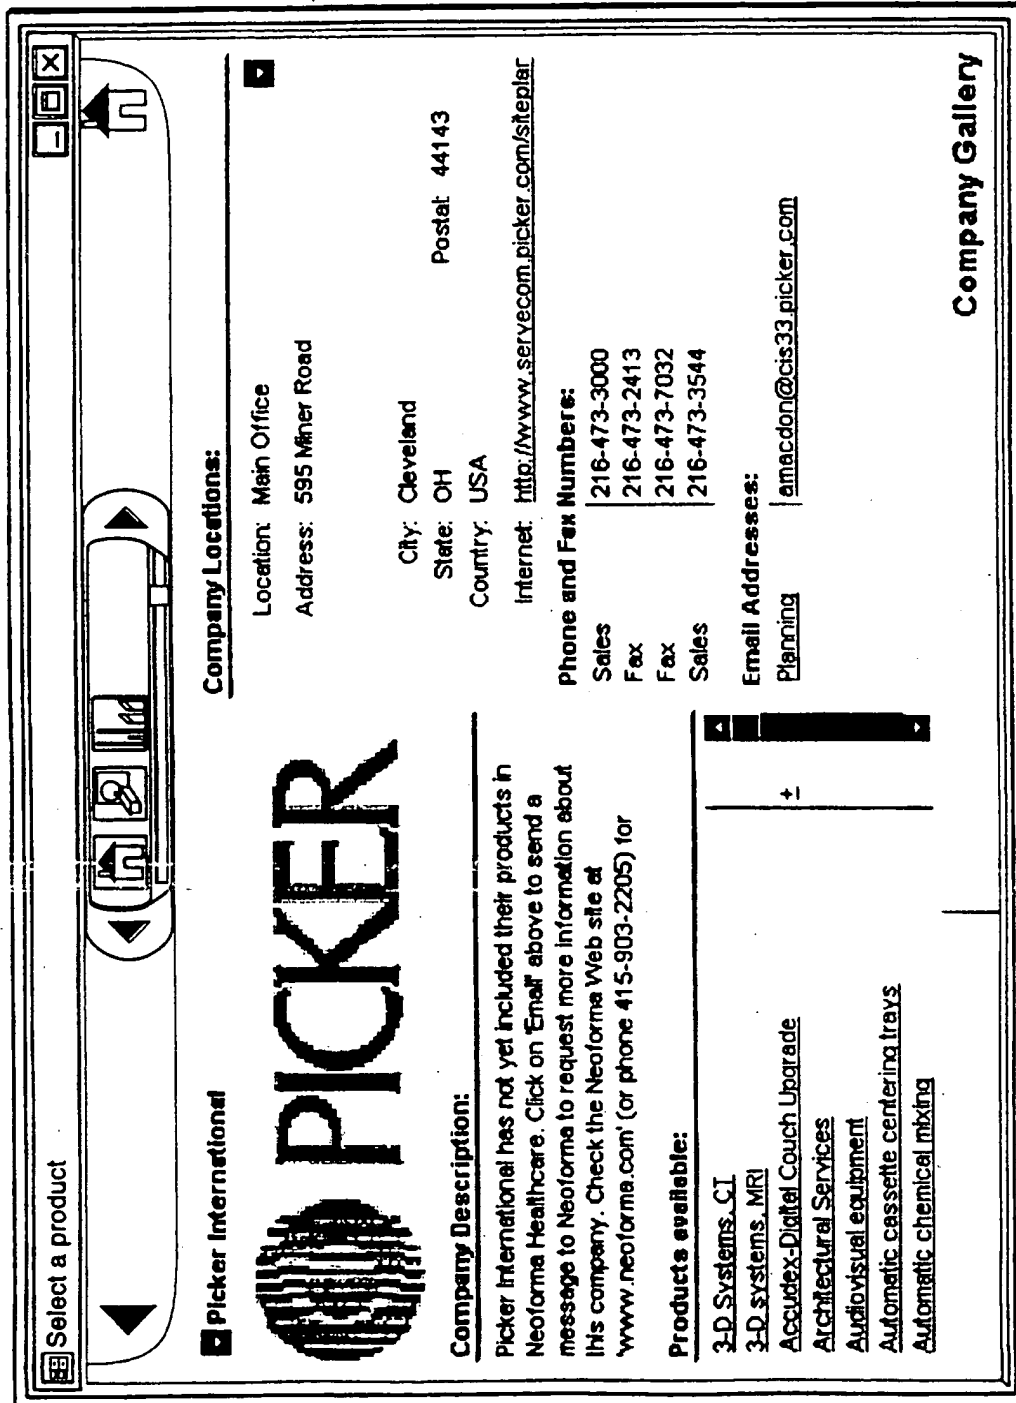 Select a product
Picker International
PICKER
Company Description:
Picker International has not yet included their products in
Neoforma Healthcare. Click on 'Email' above to send a
message to Neoforma to request more information about
this company. Check the Neoforma Web site at
'www.neoforma.com' (or phone 415-903-2205) for
Products available:
3-D Systems, CT
3-D systems, MRI
Accudex-Digital Couch Upgrade
Architectural Services
Audiovisual equipment
Automatic cassette centering trays
Automatic chemical mixing
±
Company Locations:
Location: Main Office
Address: 595 Miner Road
City: Cleveland
State: OH Postal: 44143
Country: USA
Internet: http://www.servecom.picker.com/siteplar
Phone and Fax Numbers:
Sales 216-473-3000
Fax 216-473-2413
Fax 216-473-7032
Sales 216-473-3544
Email Addresses:
Planning amacdon@cis33.picker.com
Company Gallery